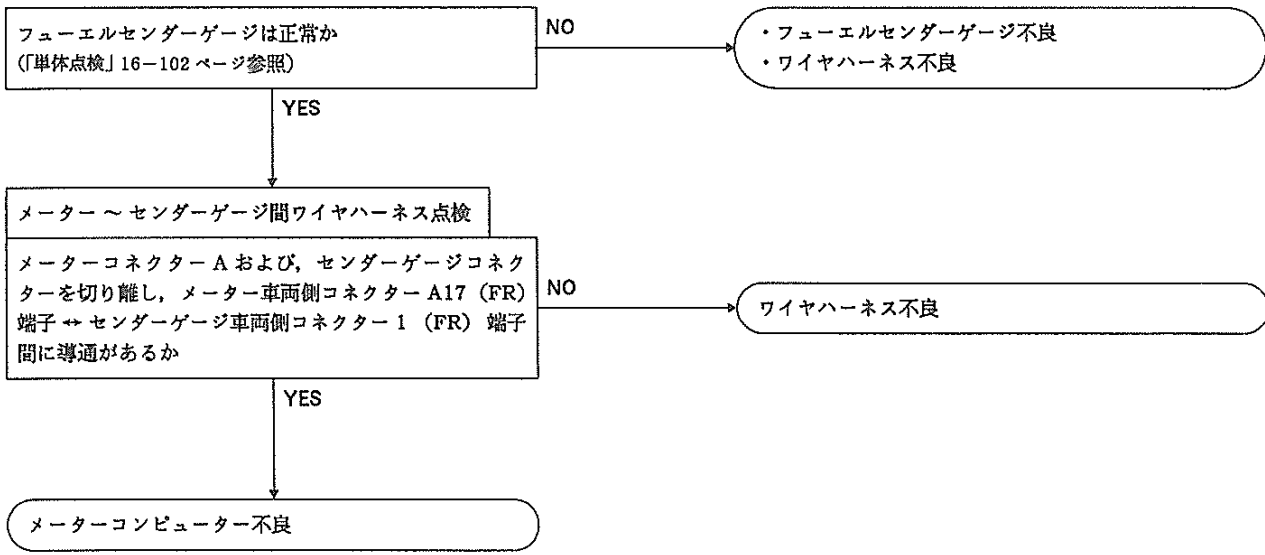 フューエルセンダーゲージは正常か
(「単体点検」16－102ページ参照)
NO
・フューエルセンダーゲージ不良
・ワイヤハーネス不良
YES
メーター ～ センダーゲージ間ワイヤハーネス点検
メーターコネクターAおよび，センダーゲージコネク
ターを切り離し，メーター車両側コネクターA17（FR）
端子 ↔ センダーゲージ車両側コネクター1（FR）端子
間に導通があるか
NO
ワイヤハーネス不良
YES
メーターコンピューター不良